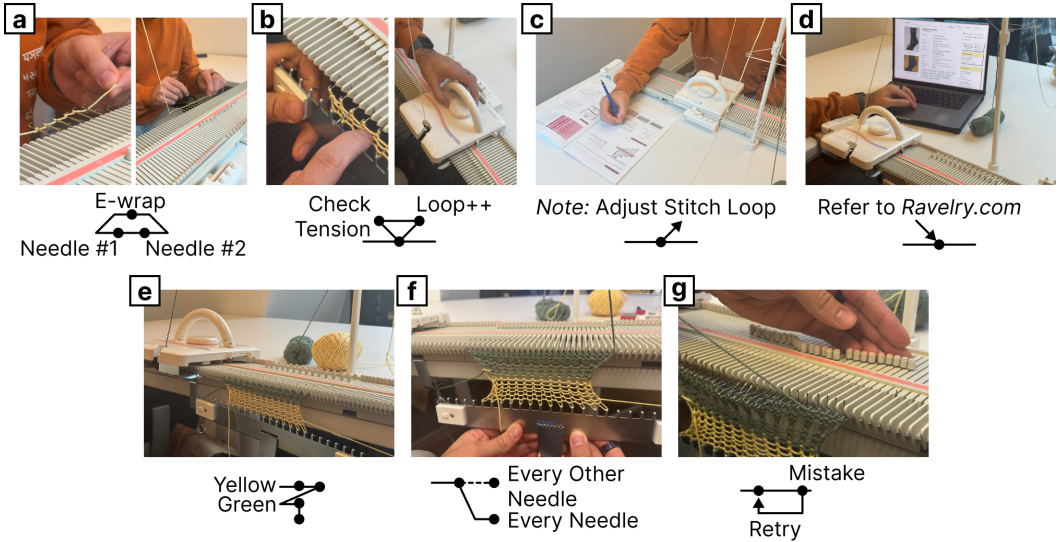 a
b
c
d
E-wrap
Needle #1
Needle #2
Check
Tension
Loop++
Note: Adjust Stitch Loop
Refer to Ravelry.com
e
f
g
Yellow
Green
Every Other
Needle
Every Needle
Mistake
Retry